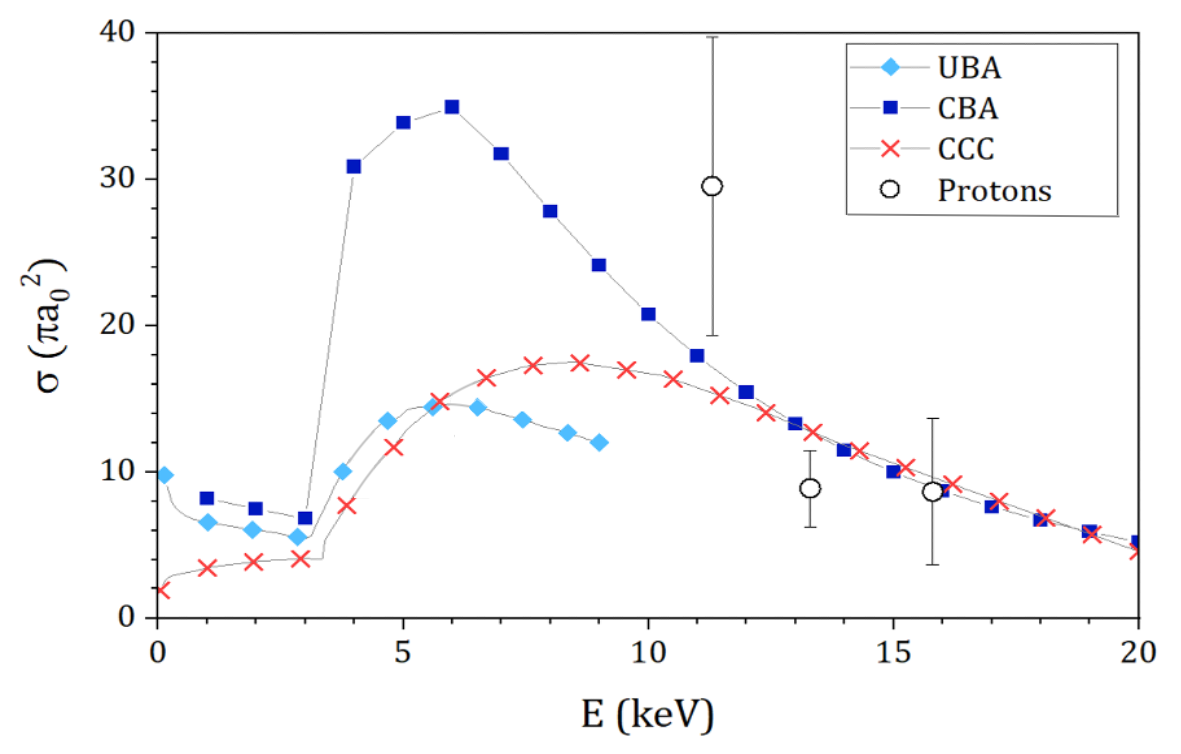 40
30
20
10
0
σ (πa₀²)
UBA
CBA
CCC
Protons
0 5 10 15 20
E (keV)